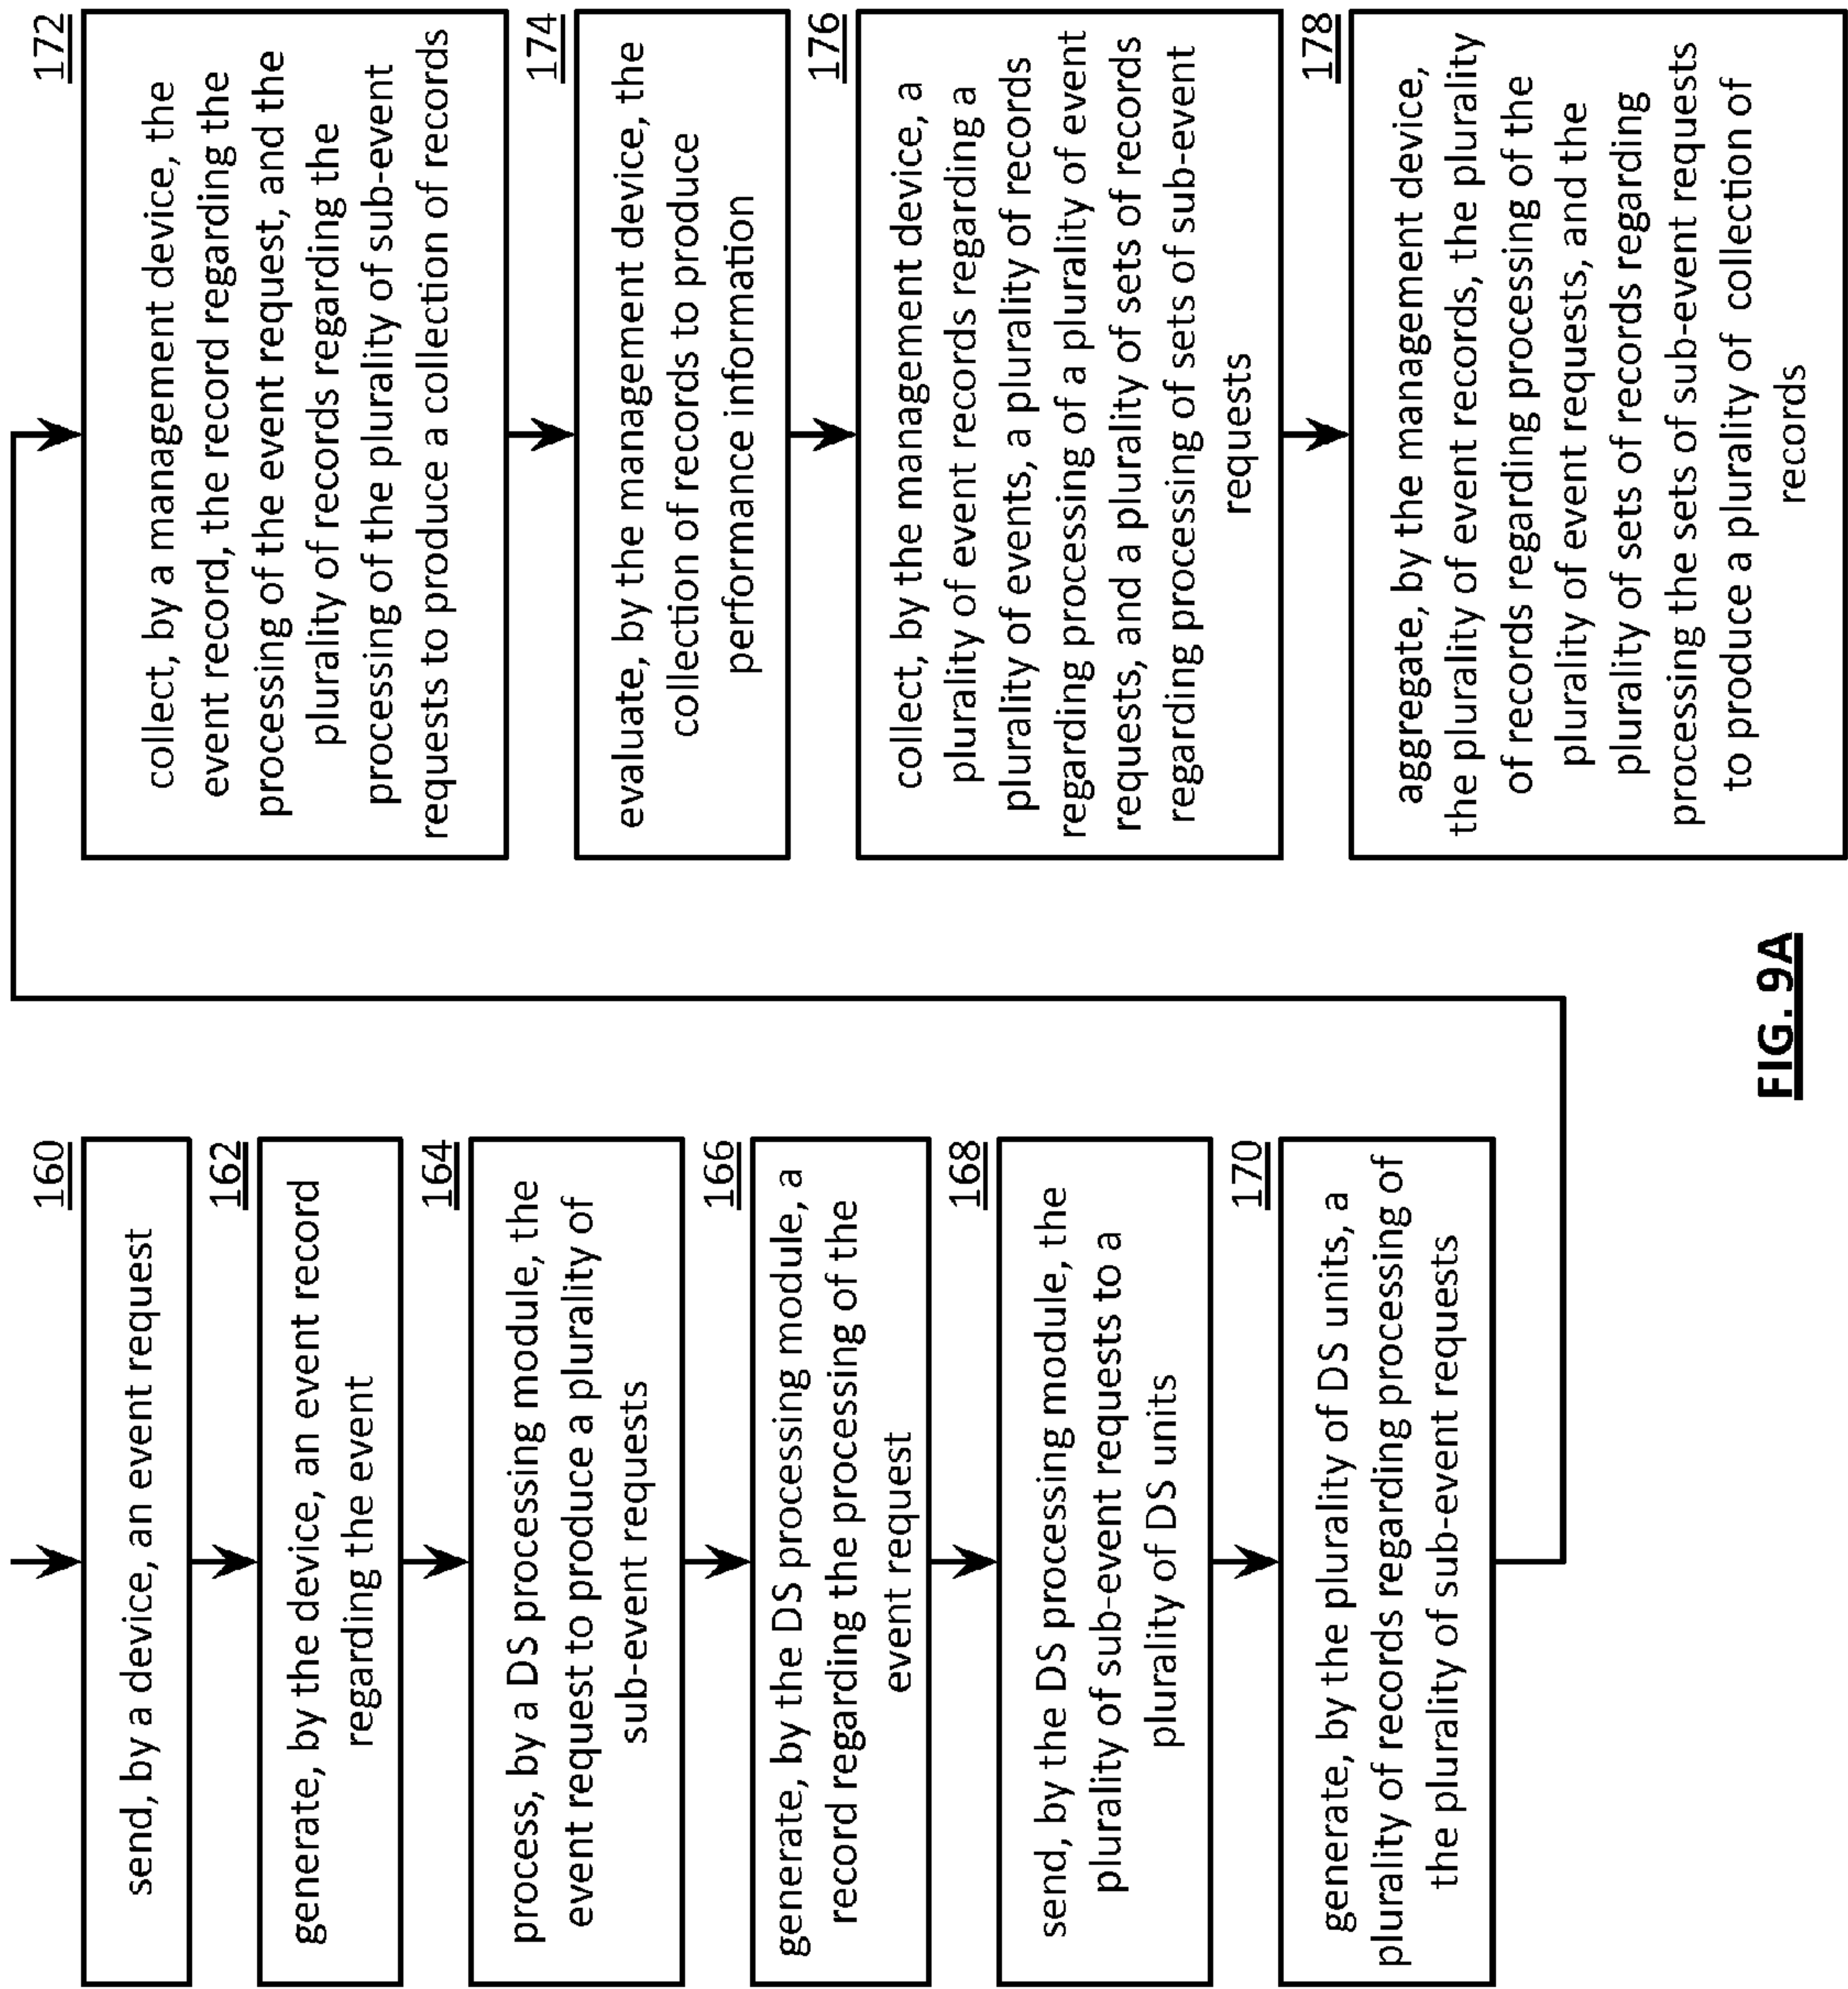 160
send, by a device, an event request
162
generate, by the device, an event record
regarding the event
164
process, by a DS processing module, the
event request to produce a plurality of
sub-event requests
166
generate, by the DS processing module, a
record regarding the processing of the
event request
168
send, by the DS processing module, the
plurality of sub-event requests to a
plurality of DS units
170
generate, by the plurality of DS units, a
plurality of records regarding processing of
the plurality of sub-event requests
172
collect, by a management device, the
event record, the record regarding the
processing of the event request, and the
plurality of records regarding the
processing of the plurality of sub-event
requests to produce a collection of records
174
evaluate, by the management device, the
collection of records to produce
performance information
176
collect, by the management device, a
plurality of event records regarding a
plurality of events, a plurality of records
regarding processing of a plurality of event
requests, and a plurality of sets of records
regarding processing of sets of sub-event
requests
178
aggregate, by the management device,
the plurality of event records, the plurality
of records regarding processing of the
plurality of event requests, and the
plurality of sets of records regarding
processing the sets of sub-event requests
to produce a plurality of collection of
records
FIG. 9A